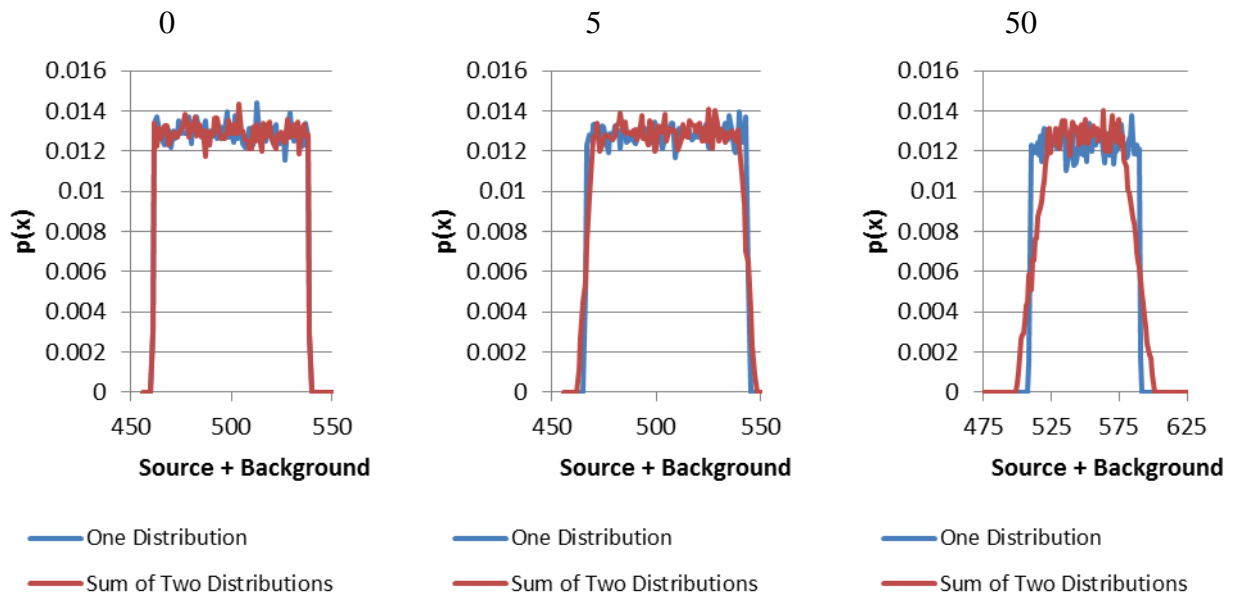 0 5 50
p(x)
0.016
0.014
0.012
0.01
0.008
0.006
0.004
0.002
0
450 500 550
Source + Background
One Distribution
Sum of Two Distributions
p(x)
0.016
0.014
0.012
0.01
0.008
0.006
0.004
0.002
0
450 500 550
Source + Background
One Distribution
Sum of Two Distributions
p(x)
0.016
0.014
0.012
0.01
0.008
0.006
0.004
0.002
0
475 525 575 625
Source + Background
One Distribution
Sum of Two Distributions